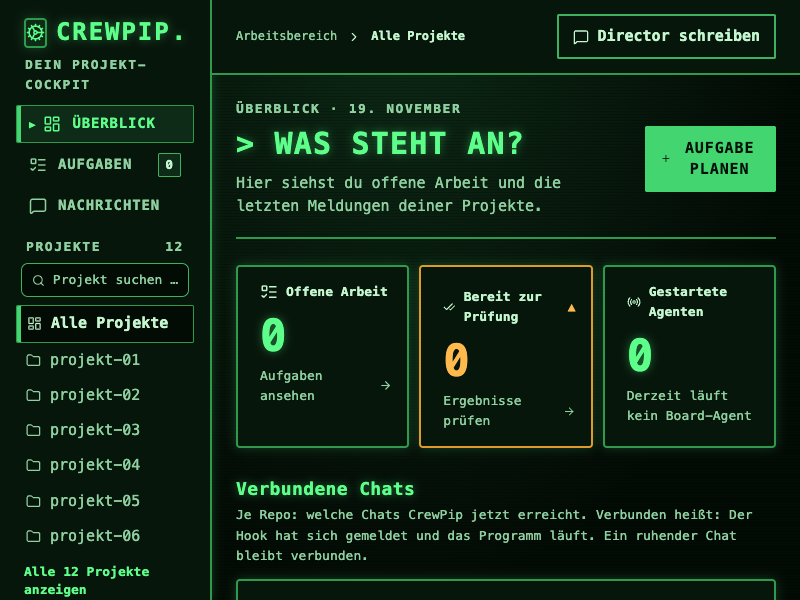 CREWPIP.
DEIN PROJEKT-
COCKPIT
▸ ÜBERBLICK
AUFGABEN 0
NACHRICHTEN
PROJEKTE 12
Projekt suchen …
Alle Projekte
projekt-01
projekt-02
projekt-03
projekt-04
projekt-05
projekt-06
Alle 12 Projekte
anzeigen
Arbeitsbereich > Alle Projekte
Director schreiben
ÜBERBLICK · 19. NOVEMBER
> WAS STEHT AN?
Hier siehst du offene Arbeit und die
letzten Meldungen deiner Projekte.
+ AUFGABE
PLANEN
Offene Arbeit
0
Aufgaben
ansehen →
Bereit zur
Prüfung ▲
0
Ergebnisse
prüfen →
Gestartete
Agenten
0
Derzeit läuft
kein Board-Agent
Verbundene Chats
Je Repo: welche Chats CrewPip jetzt erreicht. Verbunden heißt: Der
Hook hat sich gemeldet und das Programm läuft. Ein ruhender Chat
bleibt verbunden.